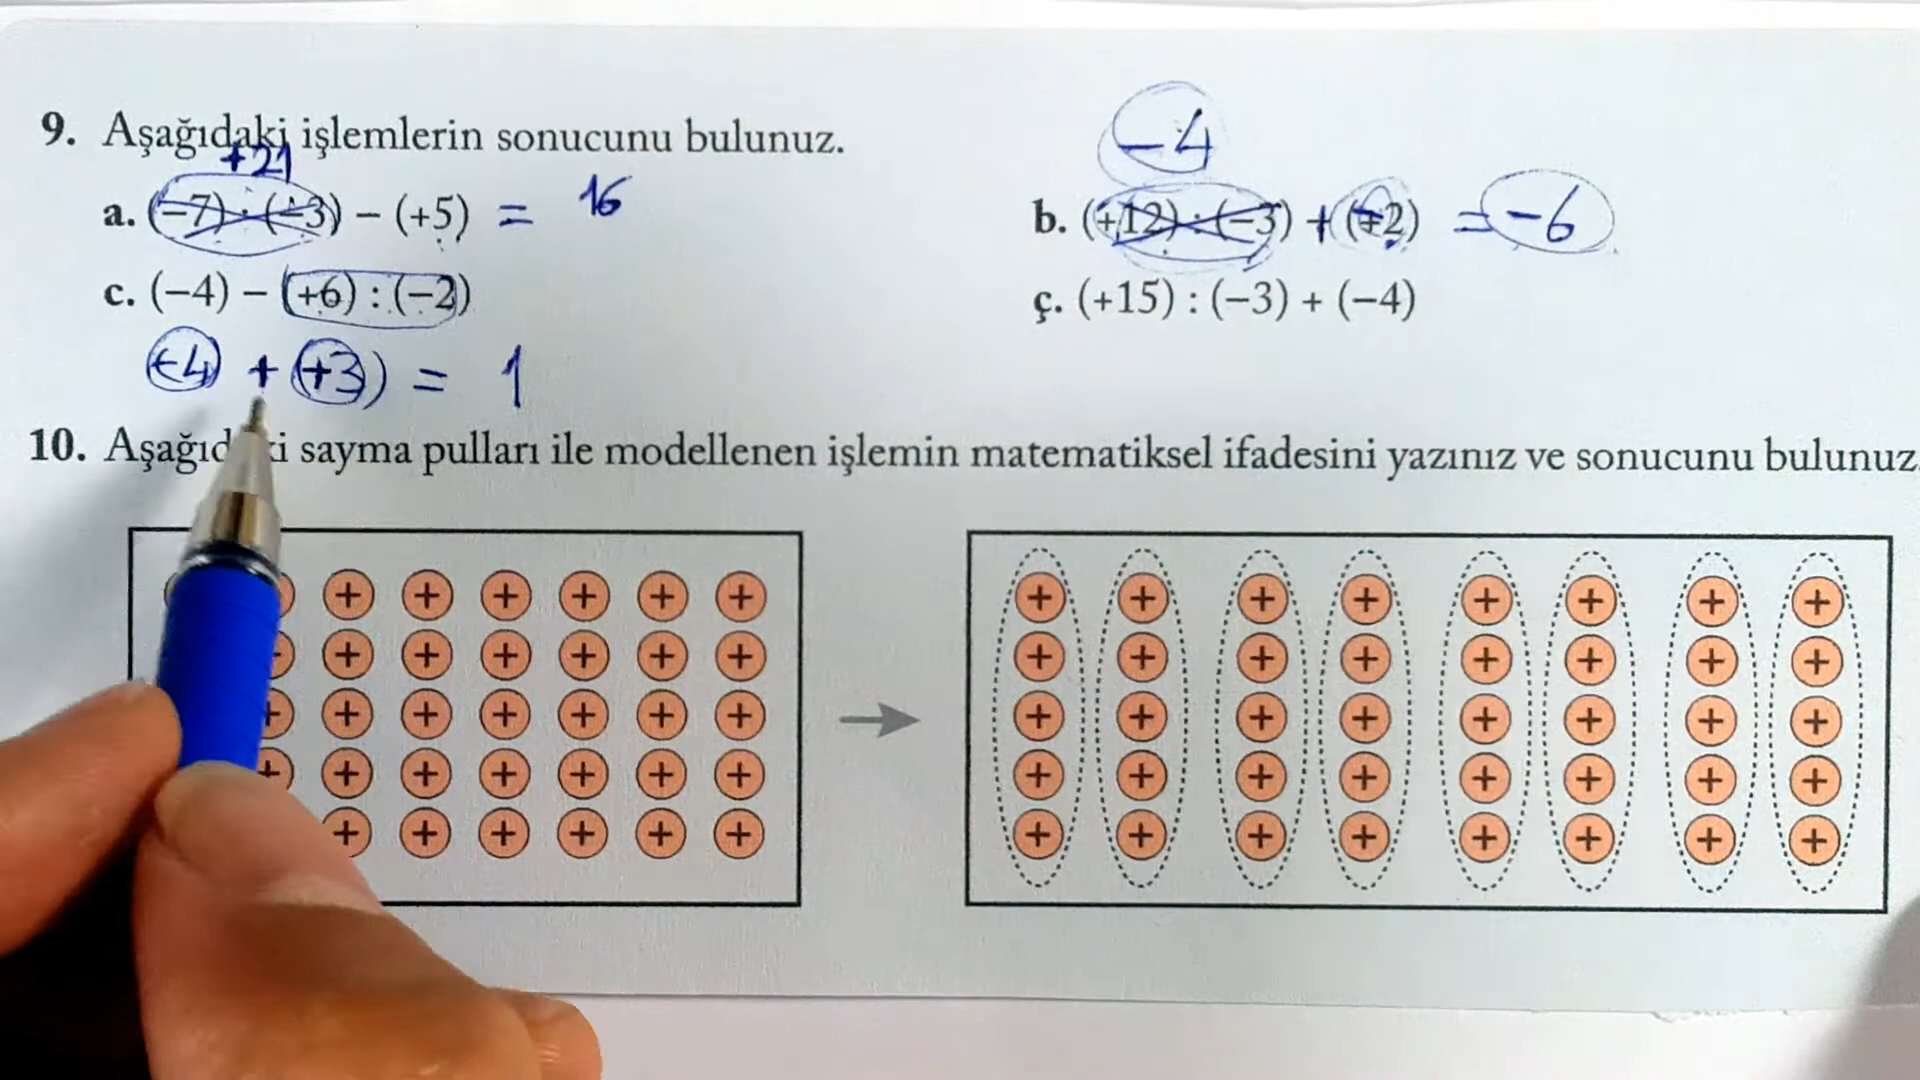 9. Aşağıdaki işlemlerin sonucunu bulunuz.
+21
a. (−7) · (−3) − (+5) = 16
−4
b. (+12) : (−3) + (−2) = −6
c. (−4) − (+6) : (−2)
(−4) + (+3) = 1
ç. (+15) : (−3) + (−4)
10. sayma pulları ile modellenen işlemin matematiksel ifadesini yazınız ve sonucunu bulunuz.
+ + + + + +
+ + + + + + +
+ + + + + + +
+ + + + + + +
+ + + + + +
+ + + + + + + +
+ + + + + + + +
+ + + + + + + +
+ + + + + + + +
+ + + + + + + +